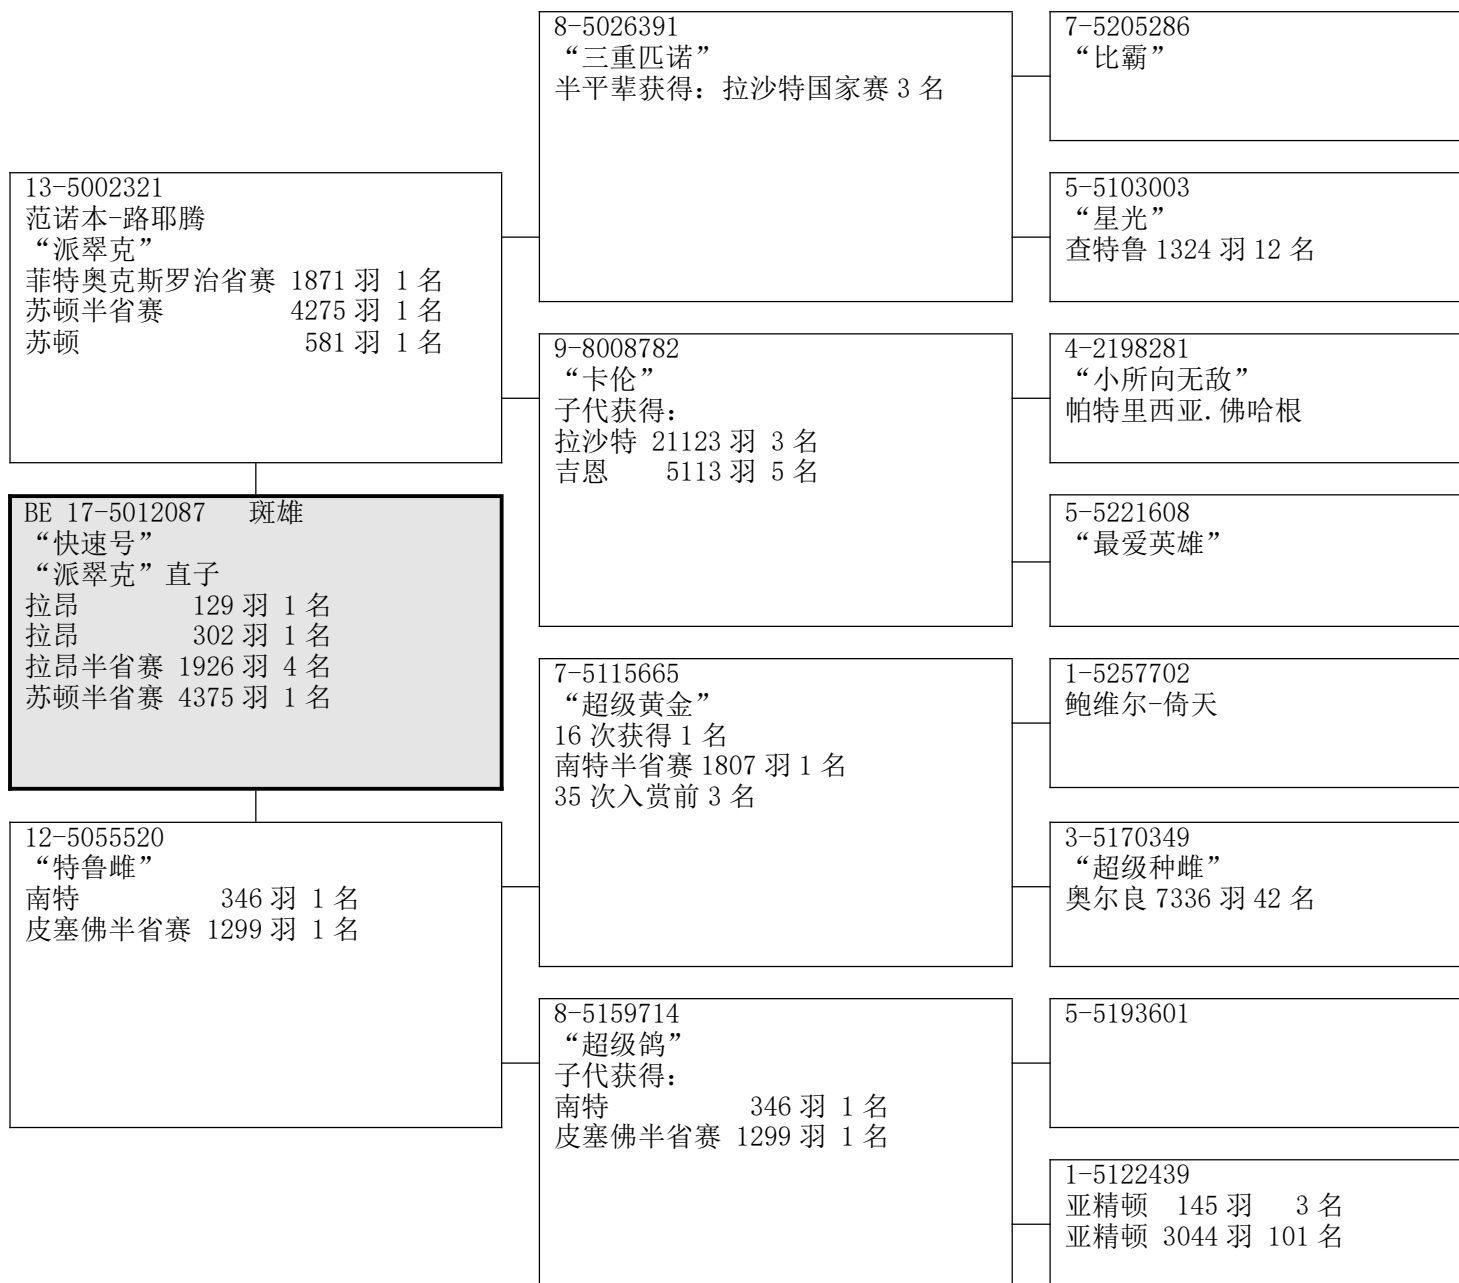 8-5026391
“三重匹诺”
半平辈获得：拉沙特国家赛 3 名
7-5205286
“比霸”
5-5103003
“星光”
查特鲁 1324 羽 12 名
13-5002321
范诺本-路耶腾
“派翠克”
菲特奥克斯罗治省赛 1871 羽 1 名
苏顿半省赛 4275 羽 1 名
苏顿 581 羽 1 名
9-8008782
“卡伦”
子代获得：
拉沙特 21123 羽 3 名
吉恩 5113 羽 5 名
4-2198281
“小所向无敌”
帕特里西亚.佛哈根
5-5221608
“最爱英雄”
BE 17-5012087 斑雄
“快速号”
“派翠克”直子
拉昂 129 羽 1 名
拉昂 302 羽 1 名
拉昂半省赛 1926 羽 4 名
苏顿半省赛 4375 羽 1 名
7-5115665
“超级黄金”
16 次获得 1 名
南特半省赛 1807 羽 1 名
35 次入赏前 3 名
1-5257702
鲍维尔-倚天
3-5170349
“超级种雌”
奥尔良 7336 羽 42 名
12-5055520
“特鲁雌”
南特 346 羽 1 名
皮塞佛半省赛 1299 羽 1 名
8-5159714
“超级鸽”
子代获得：
南特 346 羽 1 名
皮塞佛半省赛 1299 羽 1 名
5-5193601
1-5122439
亚精顿 145 羽 3 名
亚精顿 3044 羽 101 名